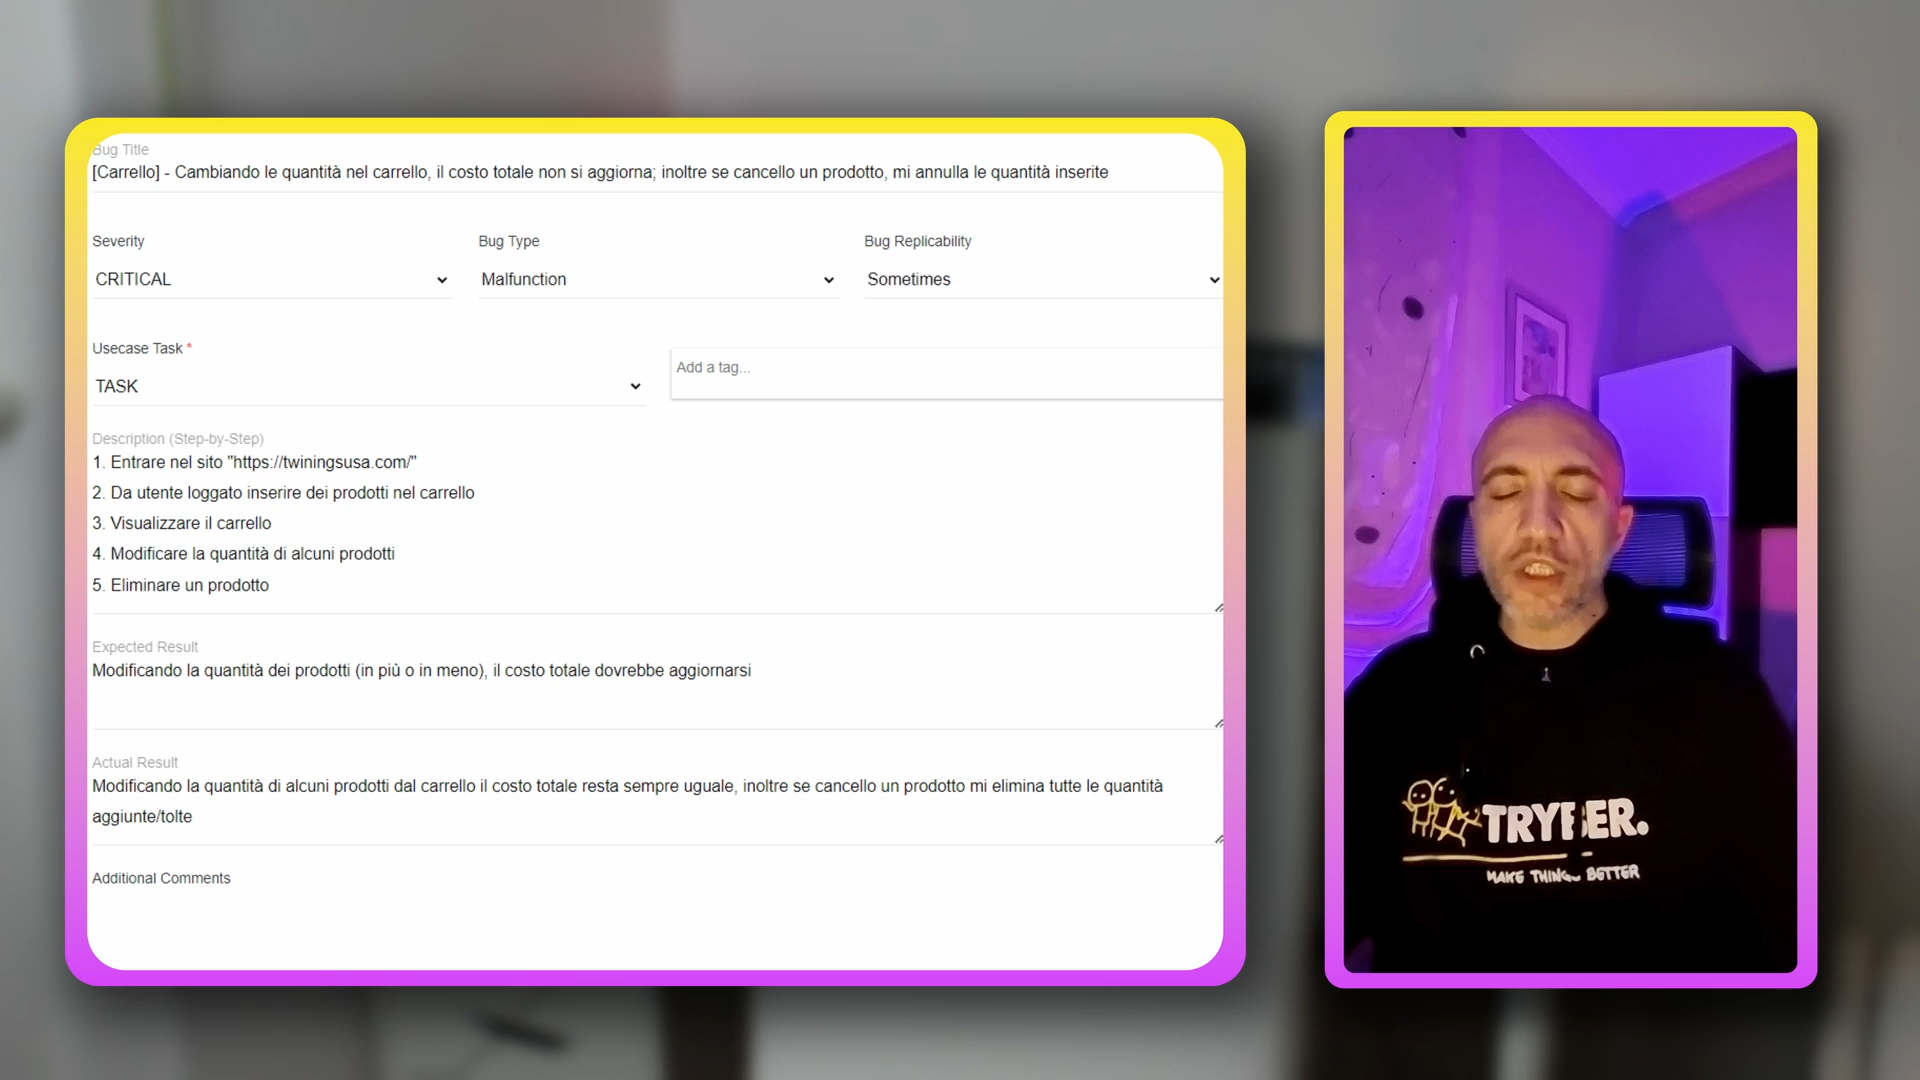 Bug Title
[Carrello] - Cambiando le quantità nel carrello, il costo totale non si aggiorna; inoltre se cancello un prodotto, mi annulla le quantità inserite
Severity
Bug Type
Bug Replicability
CRITICAL
Malfunction
Sometimes
Usecase Task *
TASK
Add a tag...
Description (Step-by-Step)
1. Entrare nel sito "https://twiningsusa.com/"
2. Da utente loggato inserire dei prodotti nel carrello
3. Visualizzare il carrello
4. Modificare la quantità di alcuni prodotti
5. Eliminare un prodotto
Expected Result
Modificando la quantità dei prodotti (in più o in meno), il costo totale dovrebbe aggiornarsi
Actual Result
Modificando la quantità di alcuni prodotti dal carrello il costo totale resta sempre uguale, inoltre se cancello un prodotto mi elimina tutte le quantità
aggiunte/tolte
Additional Comments
TRYBER.
MAKE THINGS BETTER